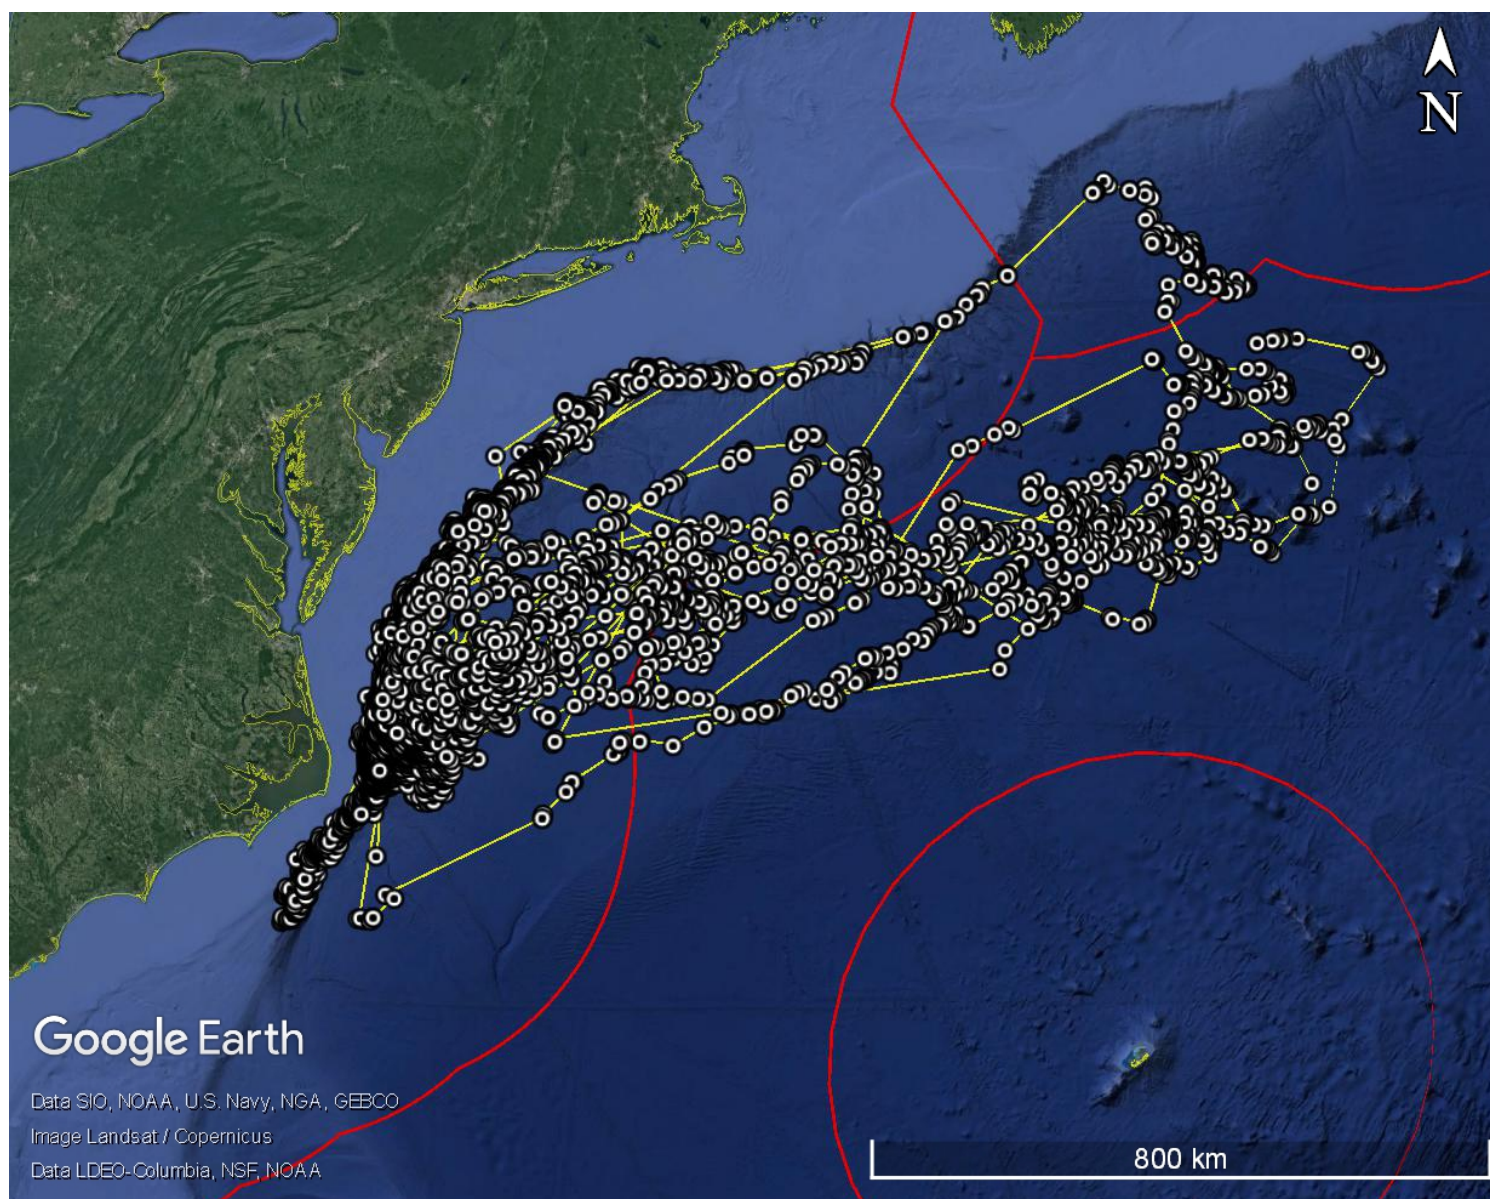 N
Google Earth
Data SIO, NOAA, U.S. Navy, NGA, GEBCO
Image Landsat / Copernicus
Data LDEO-Columbia, NSF, NOAA
800 km